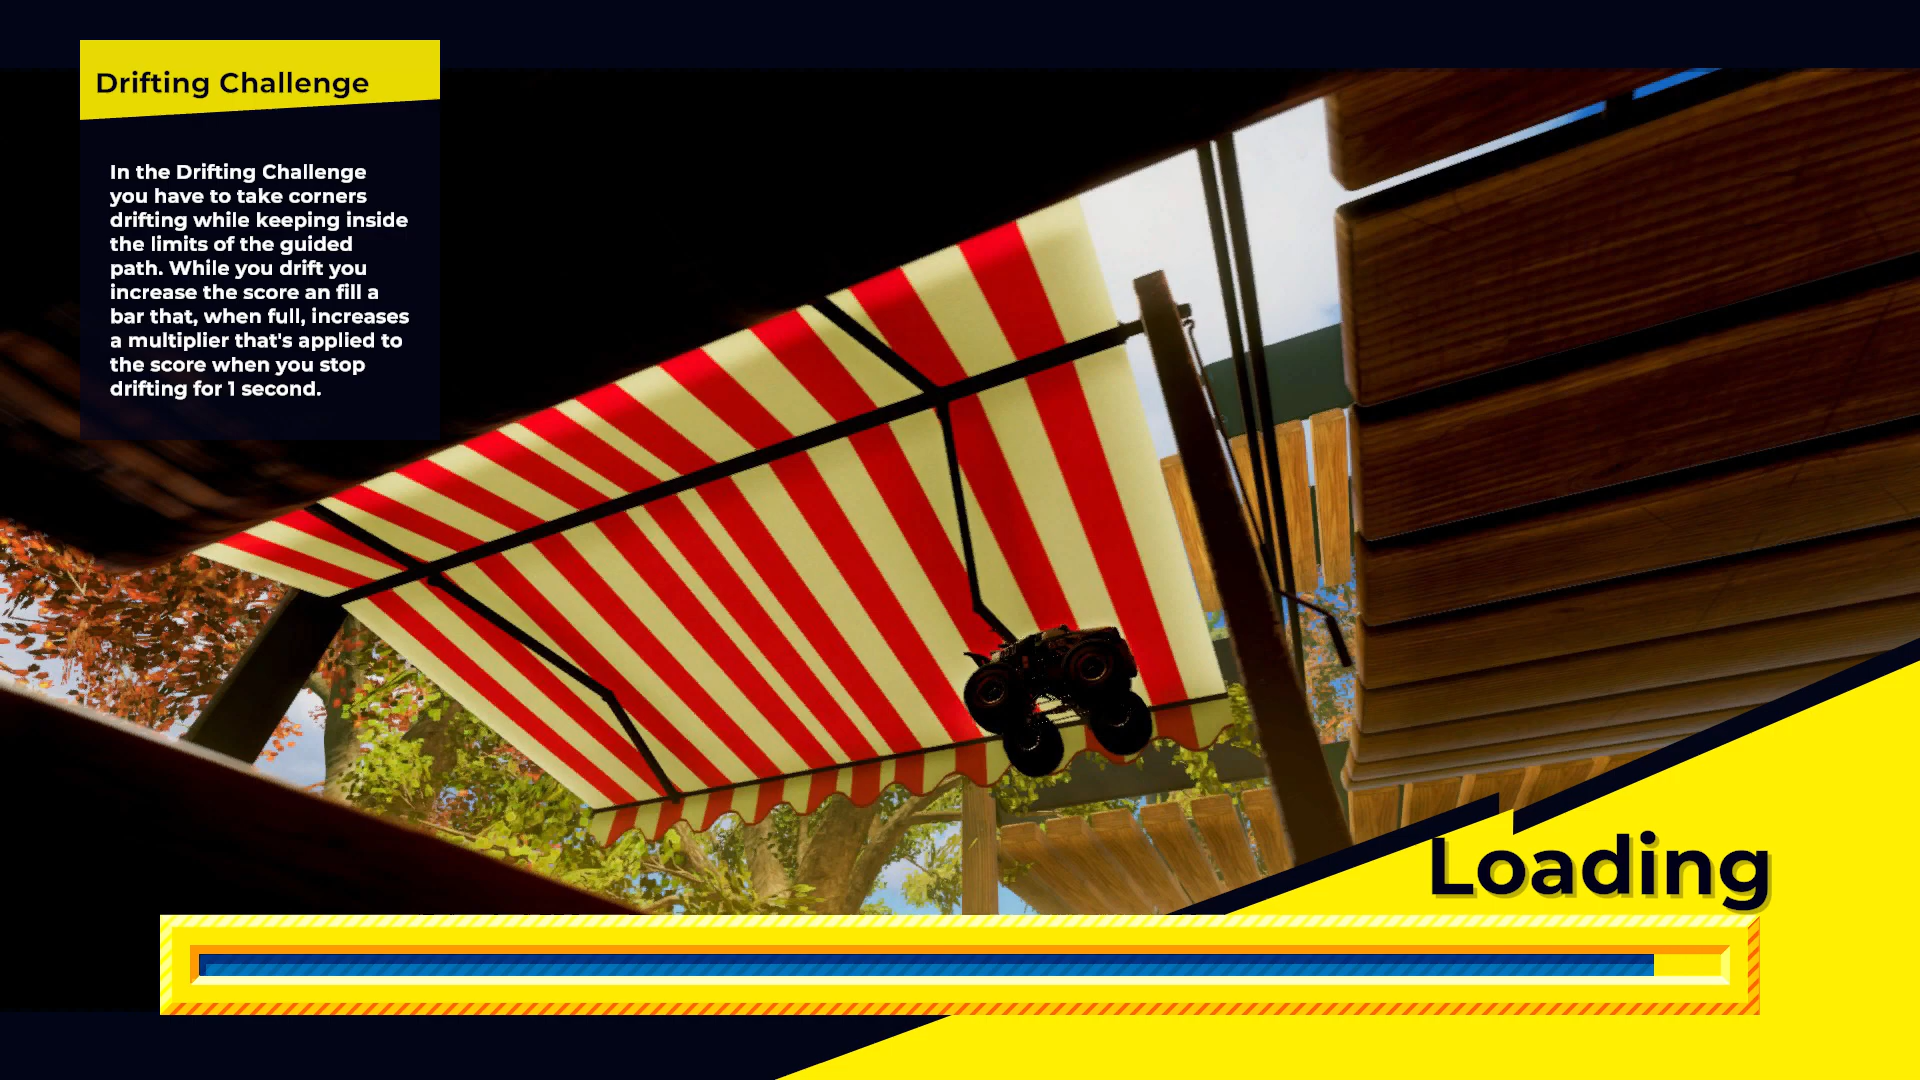 Drifting Challenge
In the Drifting Challenge
you have to take corners
drifting while keeping inside
the limits of the guided
path. While you drift you
increase the score an fill a
bar that, when full, increases
a multiplier that's applied to
the score when you stop
drifting for 1 second.
Loading